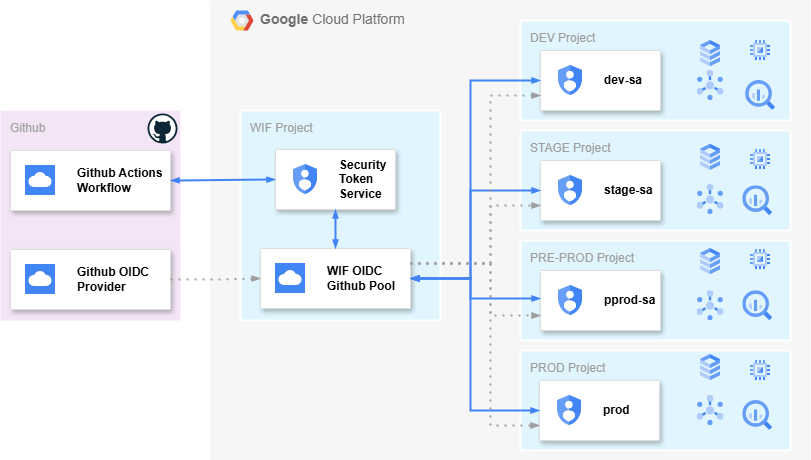 Google Cloud Platform
Github
Github Actions
Workflow
Github OIDC
Provider
WIF Project
Security
Token
Service
WIF OIDC
Github Pool
DEV Project
dev-sa
STAGE Project
stage-sa
PRE-PROD Project
pprod-sa
PROD Project
prod